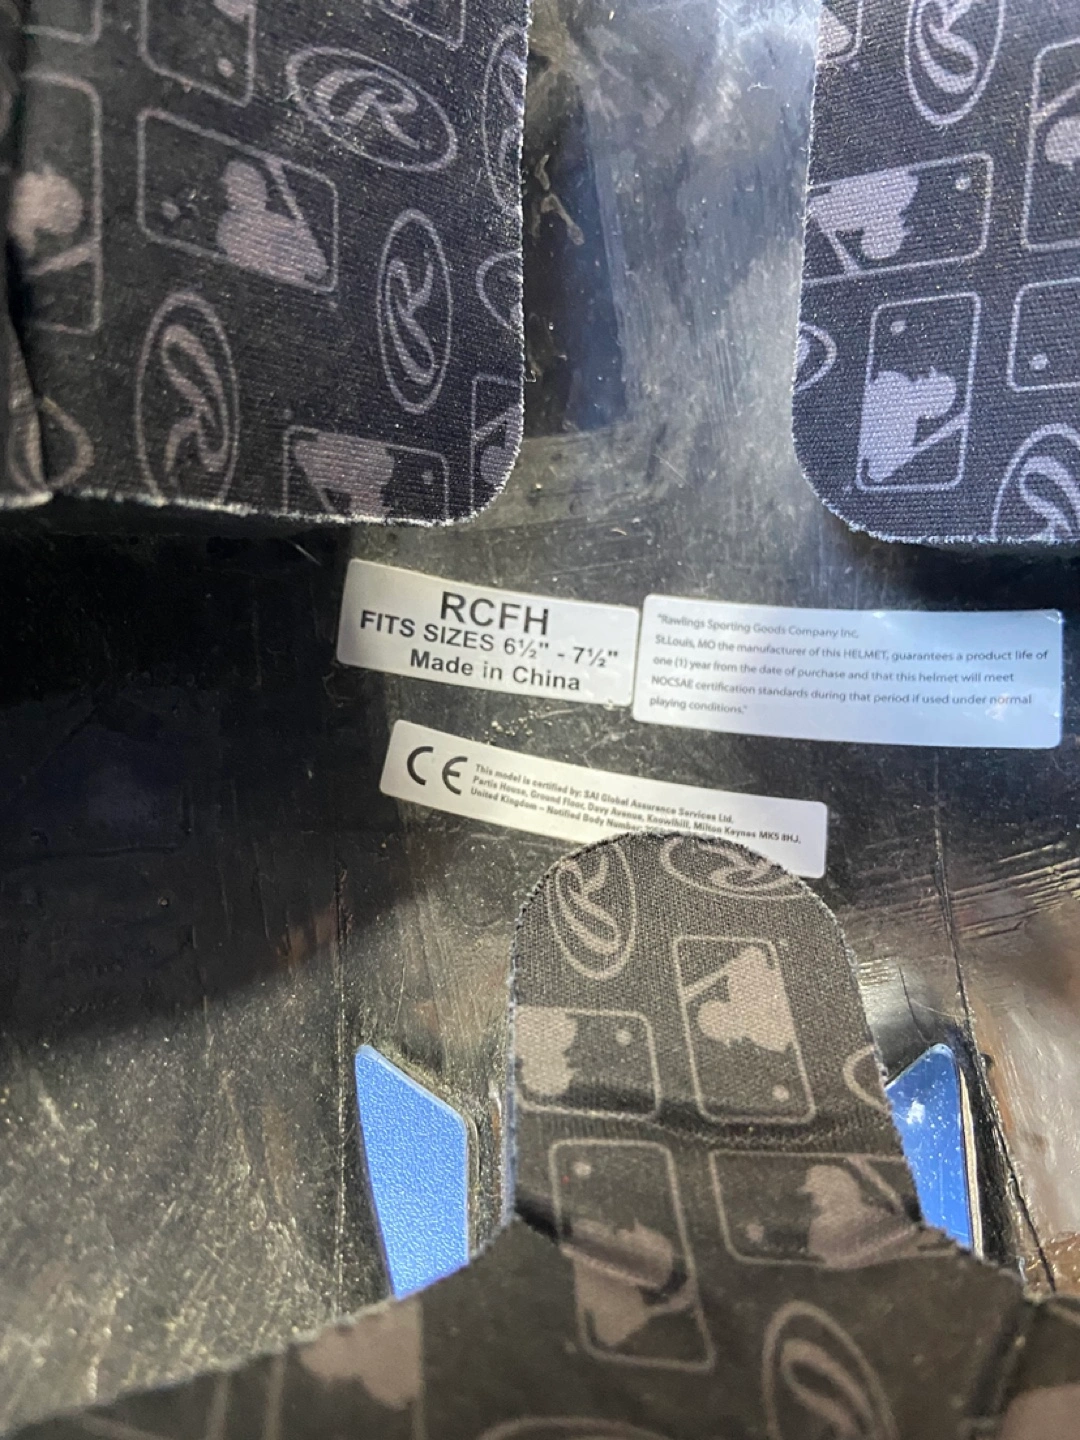 RCFH
FITS SIZES 6½" - 7½"
Made in China
"Rawlings Sporting Goods Company Inc.
St.Louis, MO the manufacturer of this HELMET, guarantees a product life of
one (1) year from the date of purchase and that this helmet will meet
NOCSAE certification standards during that period if used under normal
playing conditions."
CE
This model is certified by: SAI Global Assurance Services Ltd.
Partis House, Ground Floor, Davy Avenue, Knowlhill, Milton Keynes MK5 8HJ,
United Kingdom – Notified Body Number:
R
R
R
R
R
R
R